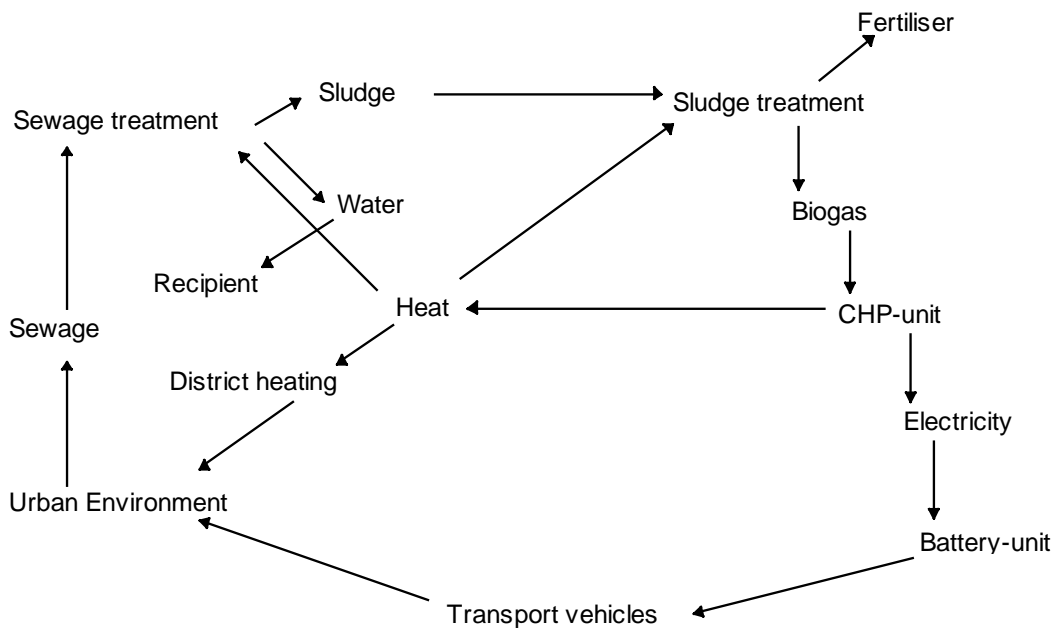 Fertiliser
Sludge
Sludge treatment
Sewage treatment
Water
Biogas
Recipient
Heat
CHP-unit
Sewage
District heating
Electricity
Urban Environment
Battery-unit
Transport vehicles